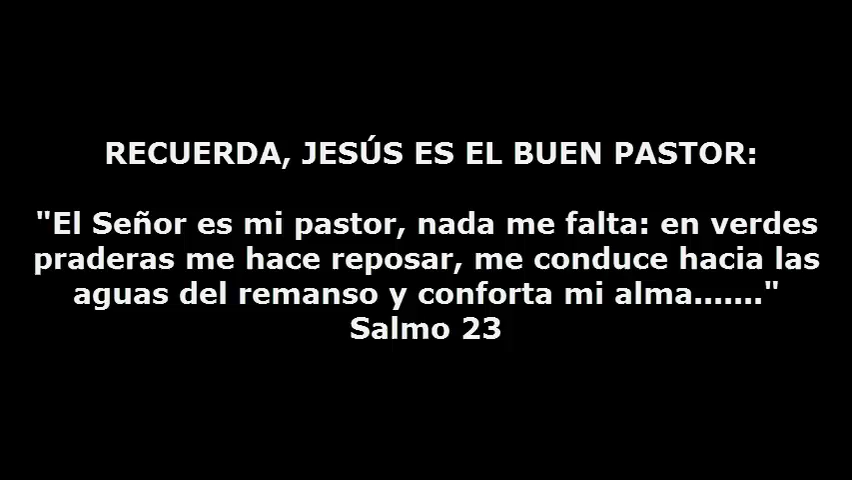 RECUERDA, JESÚS ES EL BUEN PASTOR:
"El Señor es mi pastor, nada me falta: en verdes
praderas me hace reposar, me conduce hacia las
aguas del remanso y conforta mi alma......."
Salmo 23